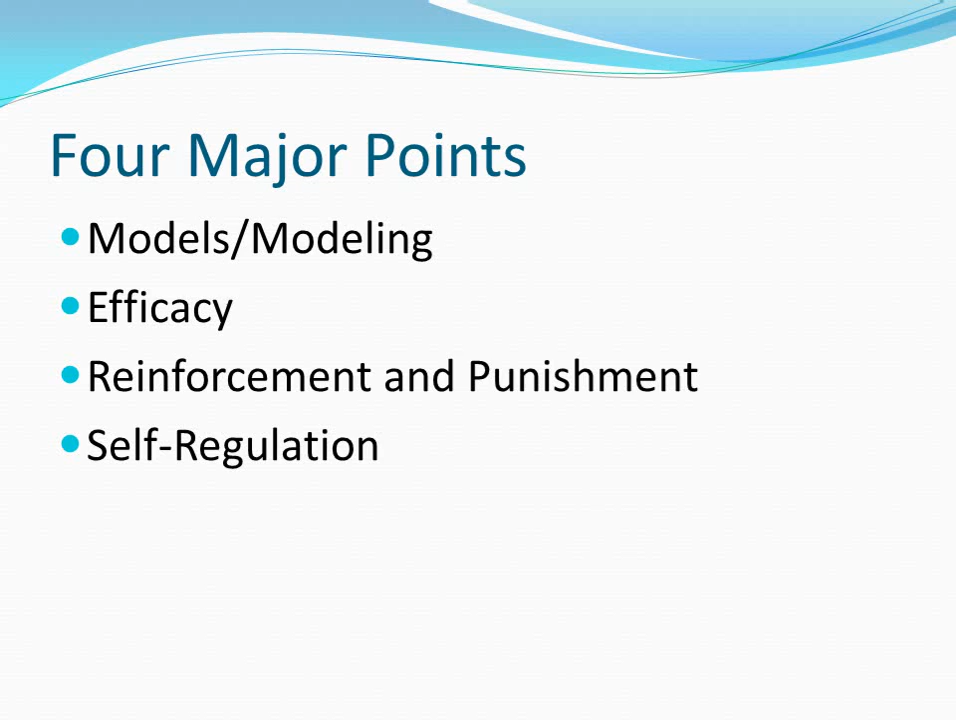 Four Major Points
•Models/Modeling
•Efficacy
•Reinforcement and Punishment
•Self-Regulation